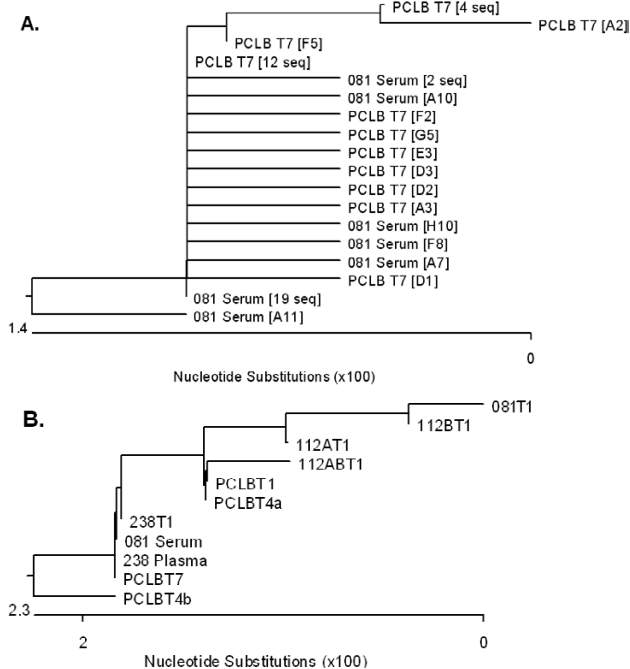 A.
PCLB T7 [4 seq]
PCLB T7 [A2]
PCLB T7 [F5]
PCLB T7 [12 seq]
081 Serum [2 seq]
081 Serum [A10]
PCLB T7 [F2]
PCLB T7 [G5]
PCLB T7 [E3]
PCLB T7 [D3]
PCLB T7 [D2]
PCLB T7 [A3]
081 Serum [H10]
081 Serum [F8]
081 Serum [A7]
PCLB T7 [D1]
081 Serum [19 seq]
081 Serum [A11]
1.4
0
Nucleotide Substitutions (x100)
B.
081T1
112BT1
112AT1
112ABT1
PCLBT1
PCLBT4a
238T1
081 Serum
238 Plasma
PCLBT7
PCLBT4b
2.3
2 0
Nucleotide Substitutions (x100)